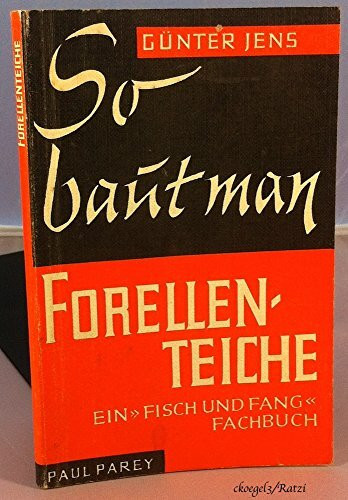 FORELLENTEICHE
GÜNTER JENS
So
baut man
FORELLEN-
TEICHE
EIN »FISCH UND FANG«
FACHBUCH
PAUL PAREY
ckoegel3/Ratzi